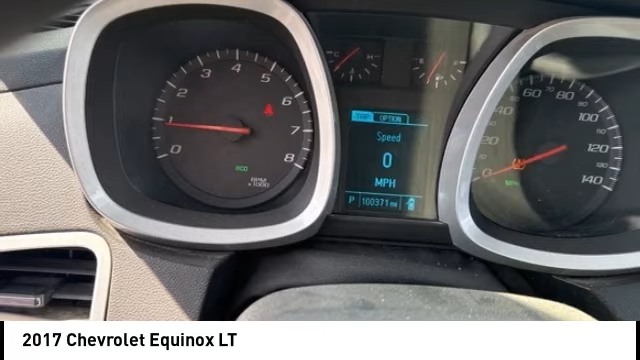 0
1
2
3
4
5
6
7
8
eco
RPM
x1000
C H
E F
TRIP OPTION
Speed
0
MPH
P 100371 mi
0
40
60
80
100
120
140
MPH
2017 Chevrolet Equinox LT